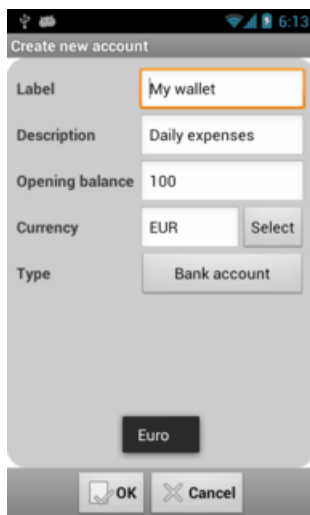 6:13
Create new account
Label My wallet
Description Daily expenses
Opening balance 100
Currency EUR Select
Type Bank account
Euro
OK Cancel